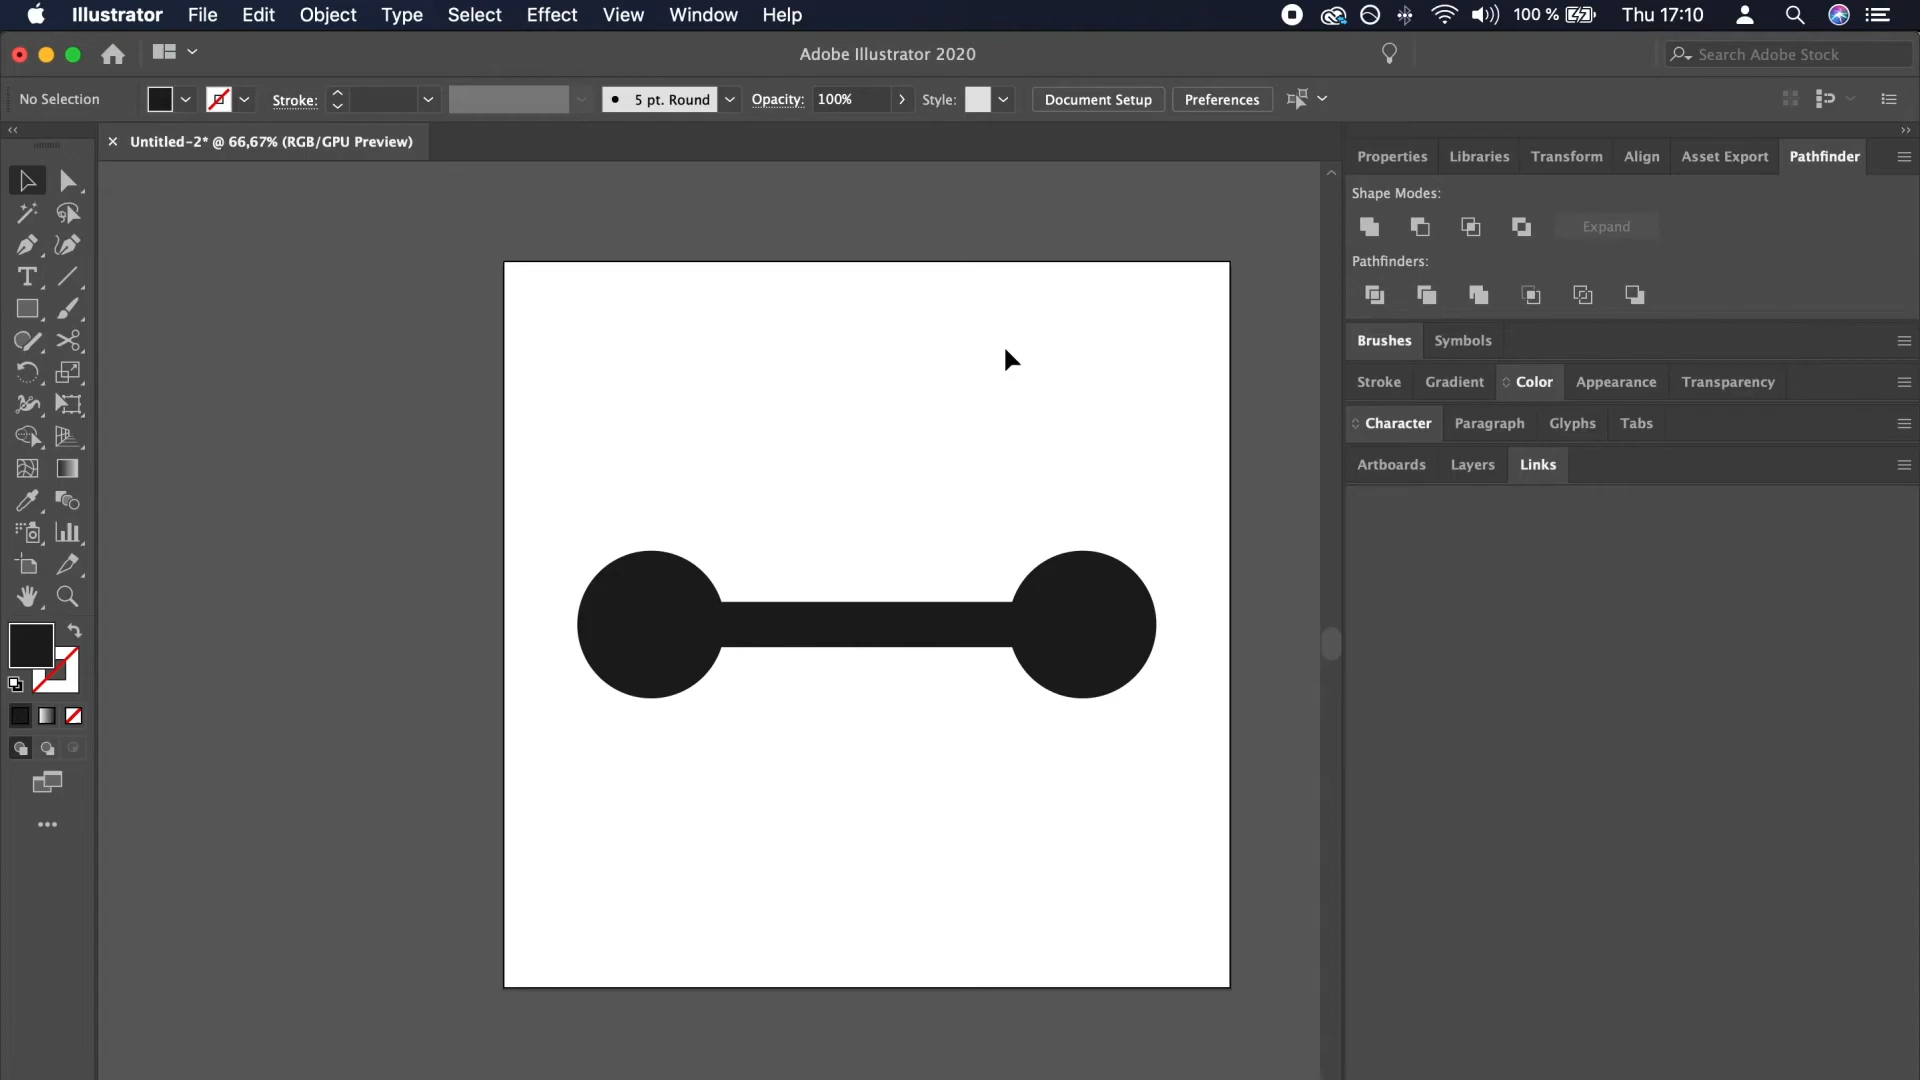 Illustrator File Edit Object Type Select Effect View Window Help 100 % Thu 17:10
Adobe Illustrator 2020 Search Adobe Stock
No Selection Stroke: 5 pt. Round Opacity: 100% Style: Document Setup Preferences
Untitled-2* @ 66,67% (RGB/GPU Preview)
Properties Libraries Transform Align Asset Export Pathfinder
Shape Modes:
Expand
Pathfinders:
Brushes Symbols
Stroke Gradient Color Appearance Transparency
Character Paragraph Glyphs Tabs
Artboards Layers Links